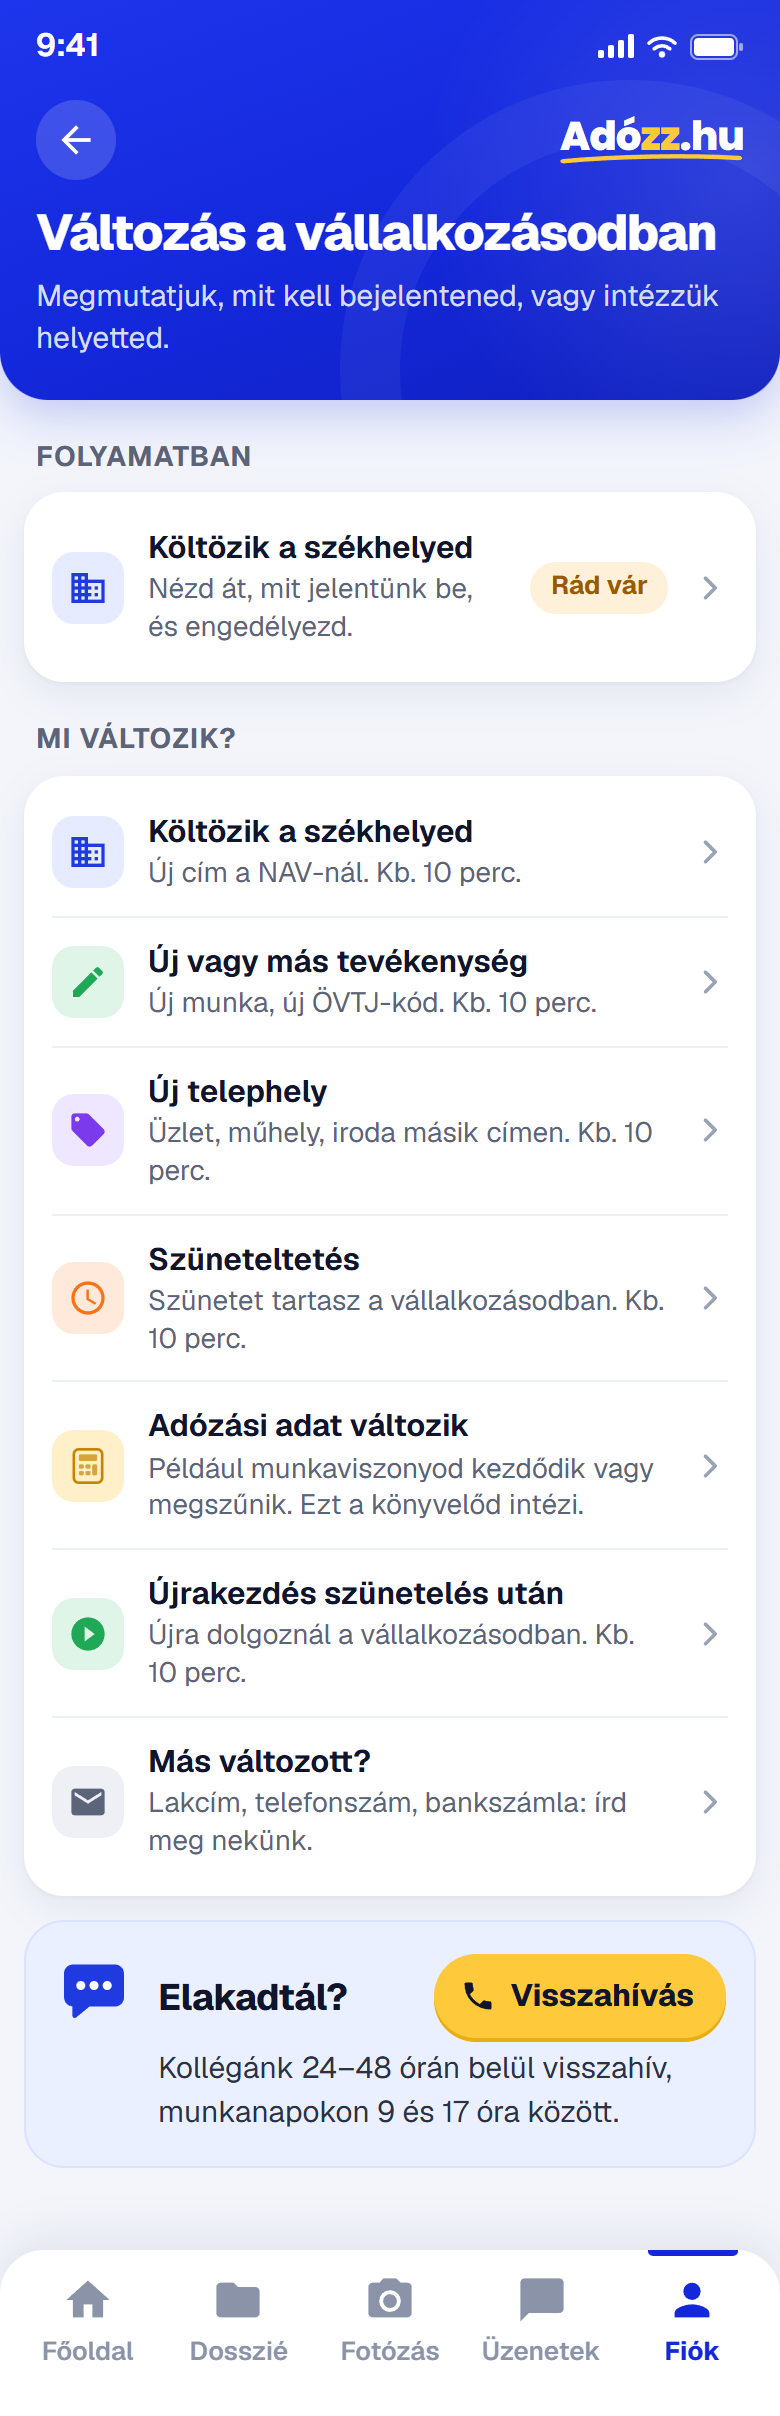 9:41
Adózz.hu
Változás a vállalkozásodban
Megmutatjuk, mit kell bejelentened, vagy intézzük
helyetted.
FOLYAMATBAN
Költözik a székhelyed
Nézd át, mit jelentünk be,
és engedélyezd.
Rád vár
MI VÁLTOZIK?
Költözik a székhelyed
Új cím a NAV-nál. Kb. 10 perc.
Új vagy más tevékenység
Új munka, új ÖVTJ-kód. Kb. 10 perc.
Új telephely
Üzlet, műhely, iroda másik címen. Kb. 10
perc.
Szüneteltetés
Szünetet tartasz a vállalkozásodban. Kb.
10 perc.
Adózási adat változik
Például munkaviszonyod kezdődik vagy
megszűnik. Ezt a könyvelőd intézi.
Újrakezdés szünetelés után
Újra dolgoznál a vállalkozásodban. Kb.
10 perc.
Más változott?
Lakcím, telefonszám, bankszámla: írd
meg nekünk.
Elakadtál?
Visszahívás
Kollégánk 24–48 órán belül visszahív,
munkanapokon 9 és 17 óra között.
Főoldal
Dosszié
Fotózás
Üzenetek
Fiók